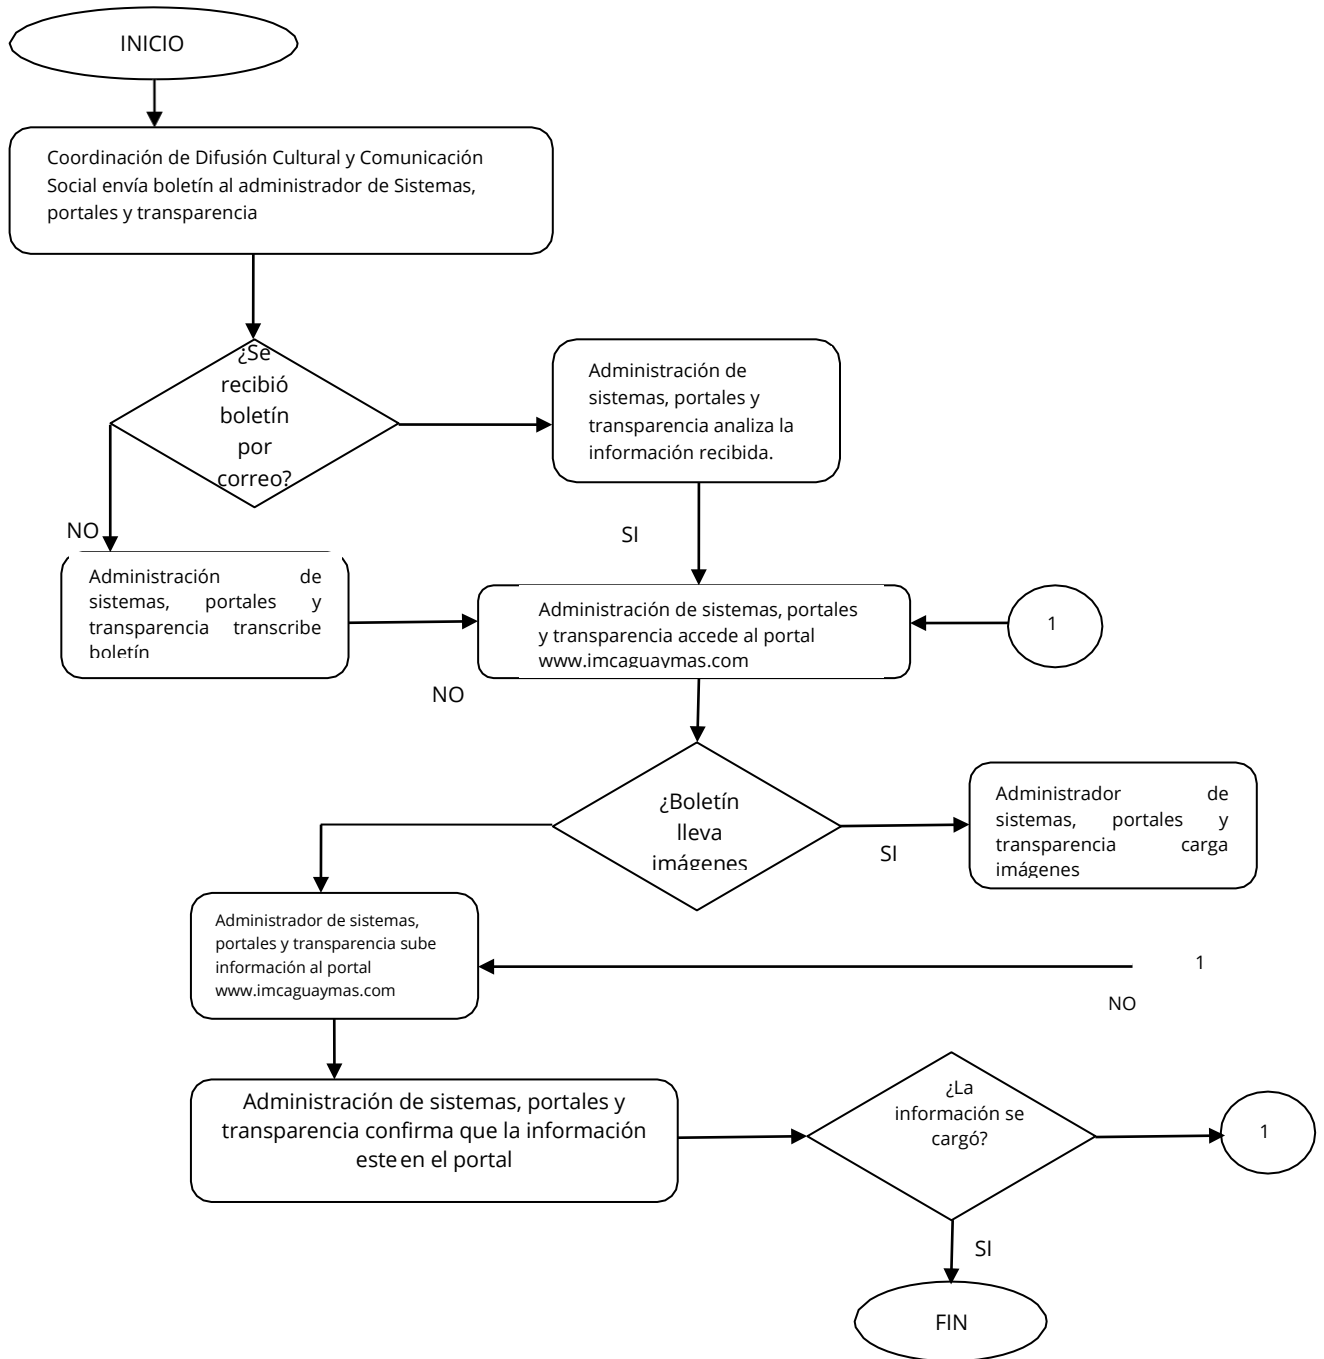 INICIO
Coordinación de Difusión Cultural y Comunicación
Social envía boletín al administrador de Sistemas,
portales y transparencia
¿Se
recibió
boletín
por
correo?
Administración de
sistemas, portales y
transparencia analiza la
información recibida.
NO
SI
Administración de
sistemas, portales y
transparencia transcribe
boletín
Administración de sistemas, portales
y transparencia accede al portal
www.imcaguaymas.com
1
NO
¿Boletín
lleva
imágenes
SI
Administrador de
sistemas, portales y
transparencia carga
imágenes
Administrador de sistemas,
portales y transparencia sube
información al portal
www.imcaguaymas.com
1
NO
Administración de sistemas, portales y
transparencia confirma que la información
este en el portal
¿La
información se
cargó?
1
SI
FIN